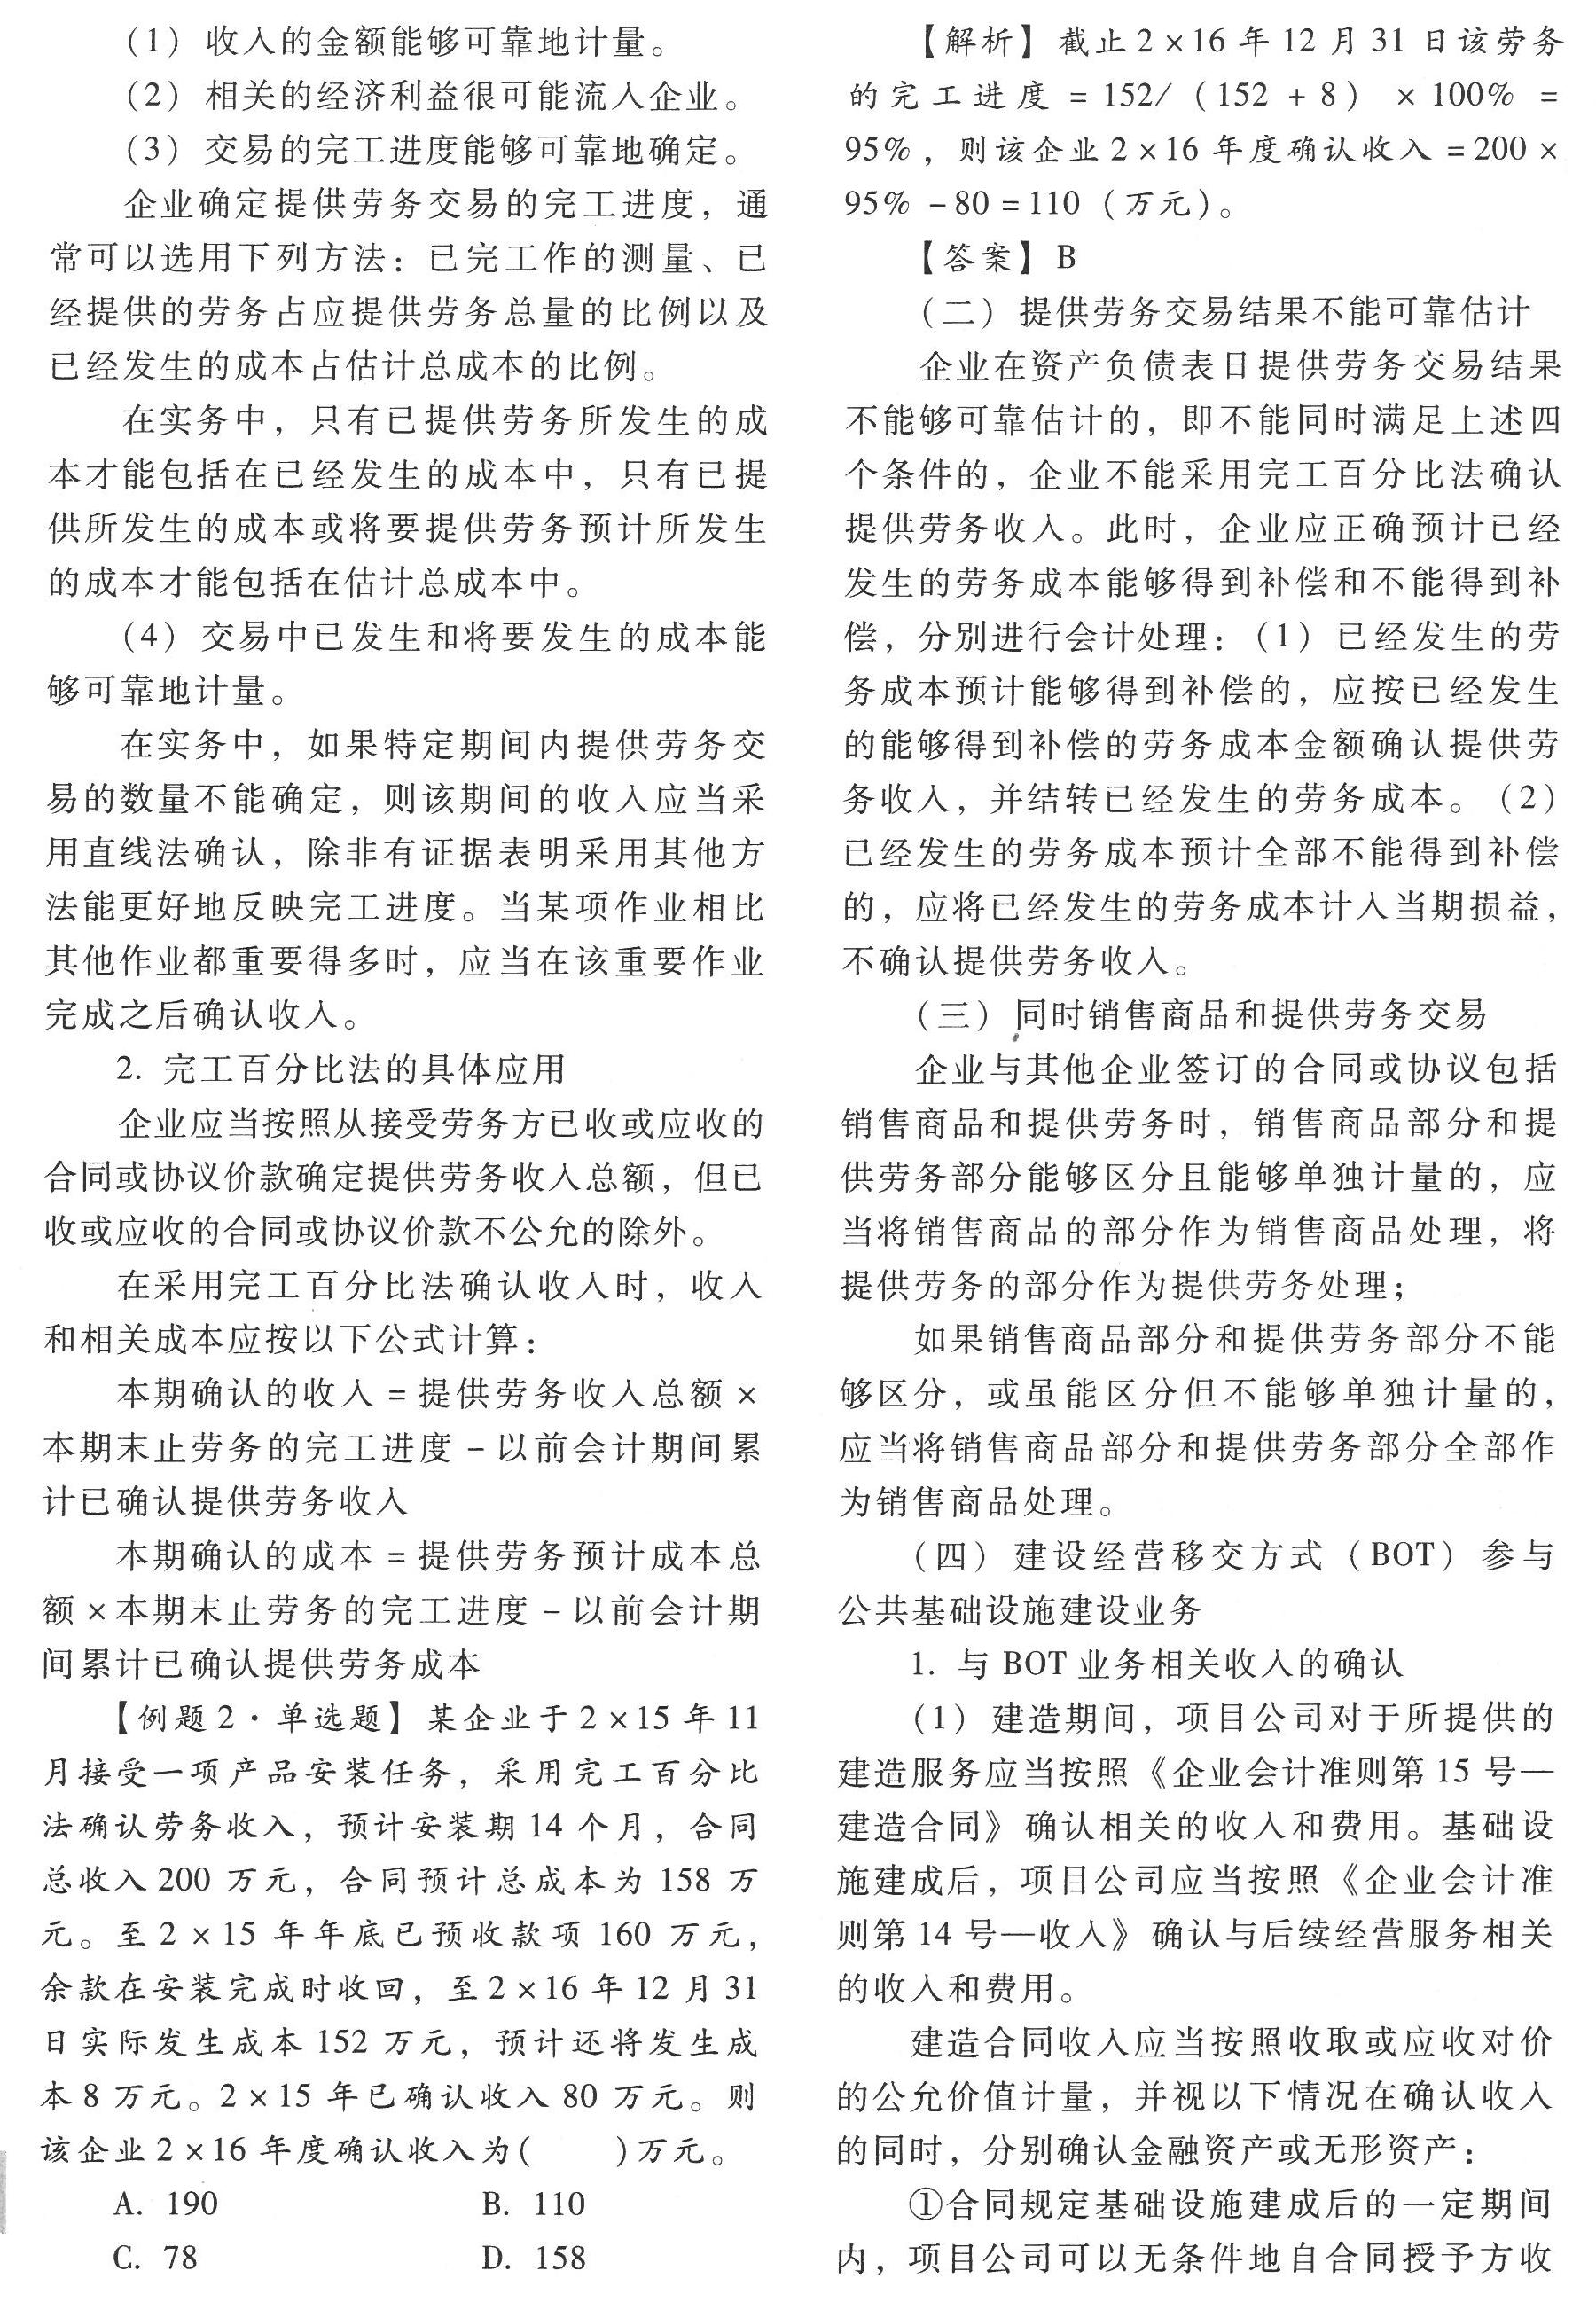 （1）收入的金额能够可靠地计量。
（2）相关的经济利益很可能流入企业。
（3）交易的完工进度能够可靠地确定。
企业确定提供劳务交易的完工进度，通
常可以选用下列方法：已完工作的测量、已
经提供的劳务占应提供劳务总量的比例以及
已经发生的成本占估计总成本的比例。
在实务中，只有已提供劳务所发生的成
本才能包括在已经发生的成本中，只有已提
供所发生的成本或将要提供劳务预计所发生
的成本才能包括在估计总成本中。
（4）交易中已发生和将要发生的成本能
够可靠地计量。
在实务中，如果特定期间内提供劳务交
易的数量不能确定，则该期间的收入应当采
用直线法确认，除非有证据表明采用其他方
法能更好地反映完工进度。当某项作业相比
其他作业都重要得多时，应当在该重要作业
完成之后确认收入。
2. 完工百分比法的具体应用
企业应当按照从接受劳务方已收或应收的
合同或协议价款确定提供劳务收入总额，但已
收或应收的合同或协议价款不公允的除外。
在采用完工百分比法确认收入时，收入
和相关成本应按以下公式计算：
本期确认的收入 = 提供劳务收入总额 ×
本期末止劳务的完工进度 - 以前会计期间累
计已确认提供劳务收入
本期确认的成本 = 提供劳务预计成本总
额 × 本期末止劳务的完工进度 - 以前会计期
间累计已确认提供劳务成本
【例题2·单选题】某企业于2×15年11
月接受一项产品安装任务，采用完工百分比
法确认劳务收入，预计安装期14个月，合同
总收入200万元，合同预计总成本为158万
元。至2×15年年底已预收款项160万元，
余款在安装完成时收回，至2×16年12月31
日实际发生成本152万元，预计还将发生成
本8万元。2×15年已确认收入80万元。则
该企业2×16年度确认收入为(　　)万元。
A. 190　　B. 110
C. 78　　D. 158
【解析】截止2×16年12月31日该劳务
的完工进度 = 152/（152 + 8）× 100% =
95%，则该企业2×16年度确认收入 = 200 ×
95% - 80 = 110（万元）。
【答案】B
（二）提供劳务交易结果不能可靠估计
企业在资产负债表日提供劳务交易结果
不能够可靠估计的，即不能同时满足上述四
个条件的，企业不能采用完工百分比法确认
提供劳务收入。此时，企业应正确预计已经
发生的劳务成本能够得到补偿和不能得到补
偿，分别进行会计处理：（1）已经发生的劳
务成本预计能够得到补偿的，应按已经发生
的能够得到补偿的劳务成本金额确认提供劳
务收入，并结转已经发生的劳务成本。（2）
已经发生的劳务成本预计全部不能得到补偿
的，应将已经发生的劳务成本计入当期损益，
不确认提供劳务收入。
（三）同时销售商品和提供劳务交易
企业与其他企业签订的合同或协议包括
销售商品和提供劳务时，销售商品部分和提
供劳务部分能够区分且能够单独计量的，应
当将销售商品的部分作为销售商品处理，将
提供劳务的部分作为提供劳务处理；
如果销售商品部分和提供劳务部分不能
够区分，或虽能区分但不能够单独计量的，
应当将销售商品部分和提供劳务部分全部作
为销售商品处理。
（四）建设经营移交方式（BOT）参与
公共基础设施建设业务
1. 与BOT业务相关收入的确认
（1）建造期间，项目公司对于所提供的
建造服务应当按照《企业会计准则第15号—
建造合同》确认相关的收入和费用。基础设
施建成后，项目公司应当按照《企业会计准
则第14号—收入》确认与后续经营服务相关
的收入和费用。
建造合同收入应当按照收取或应收对价
的公允价值计量，并视以下情况在确认收入
的同时，分别确认金融资产或无形资产：
①合同规定基础设施建成后的一定期间
内，项目公司可以无条件地自合同授予方收